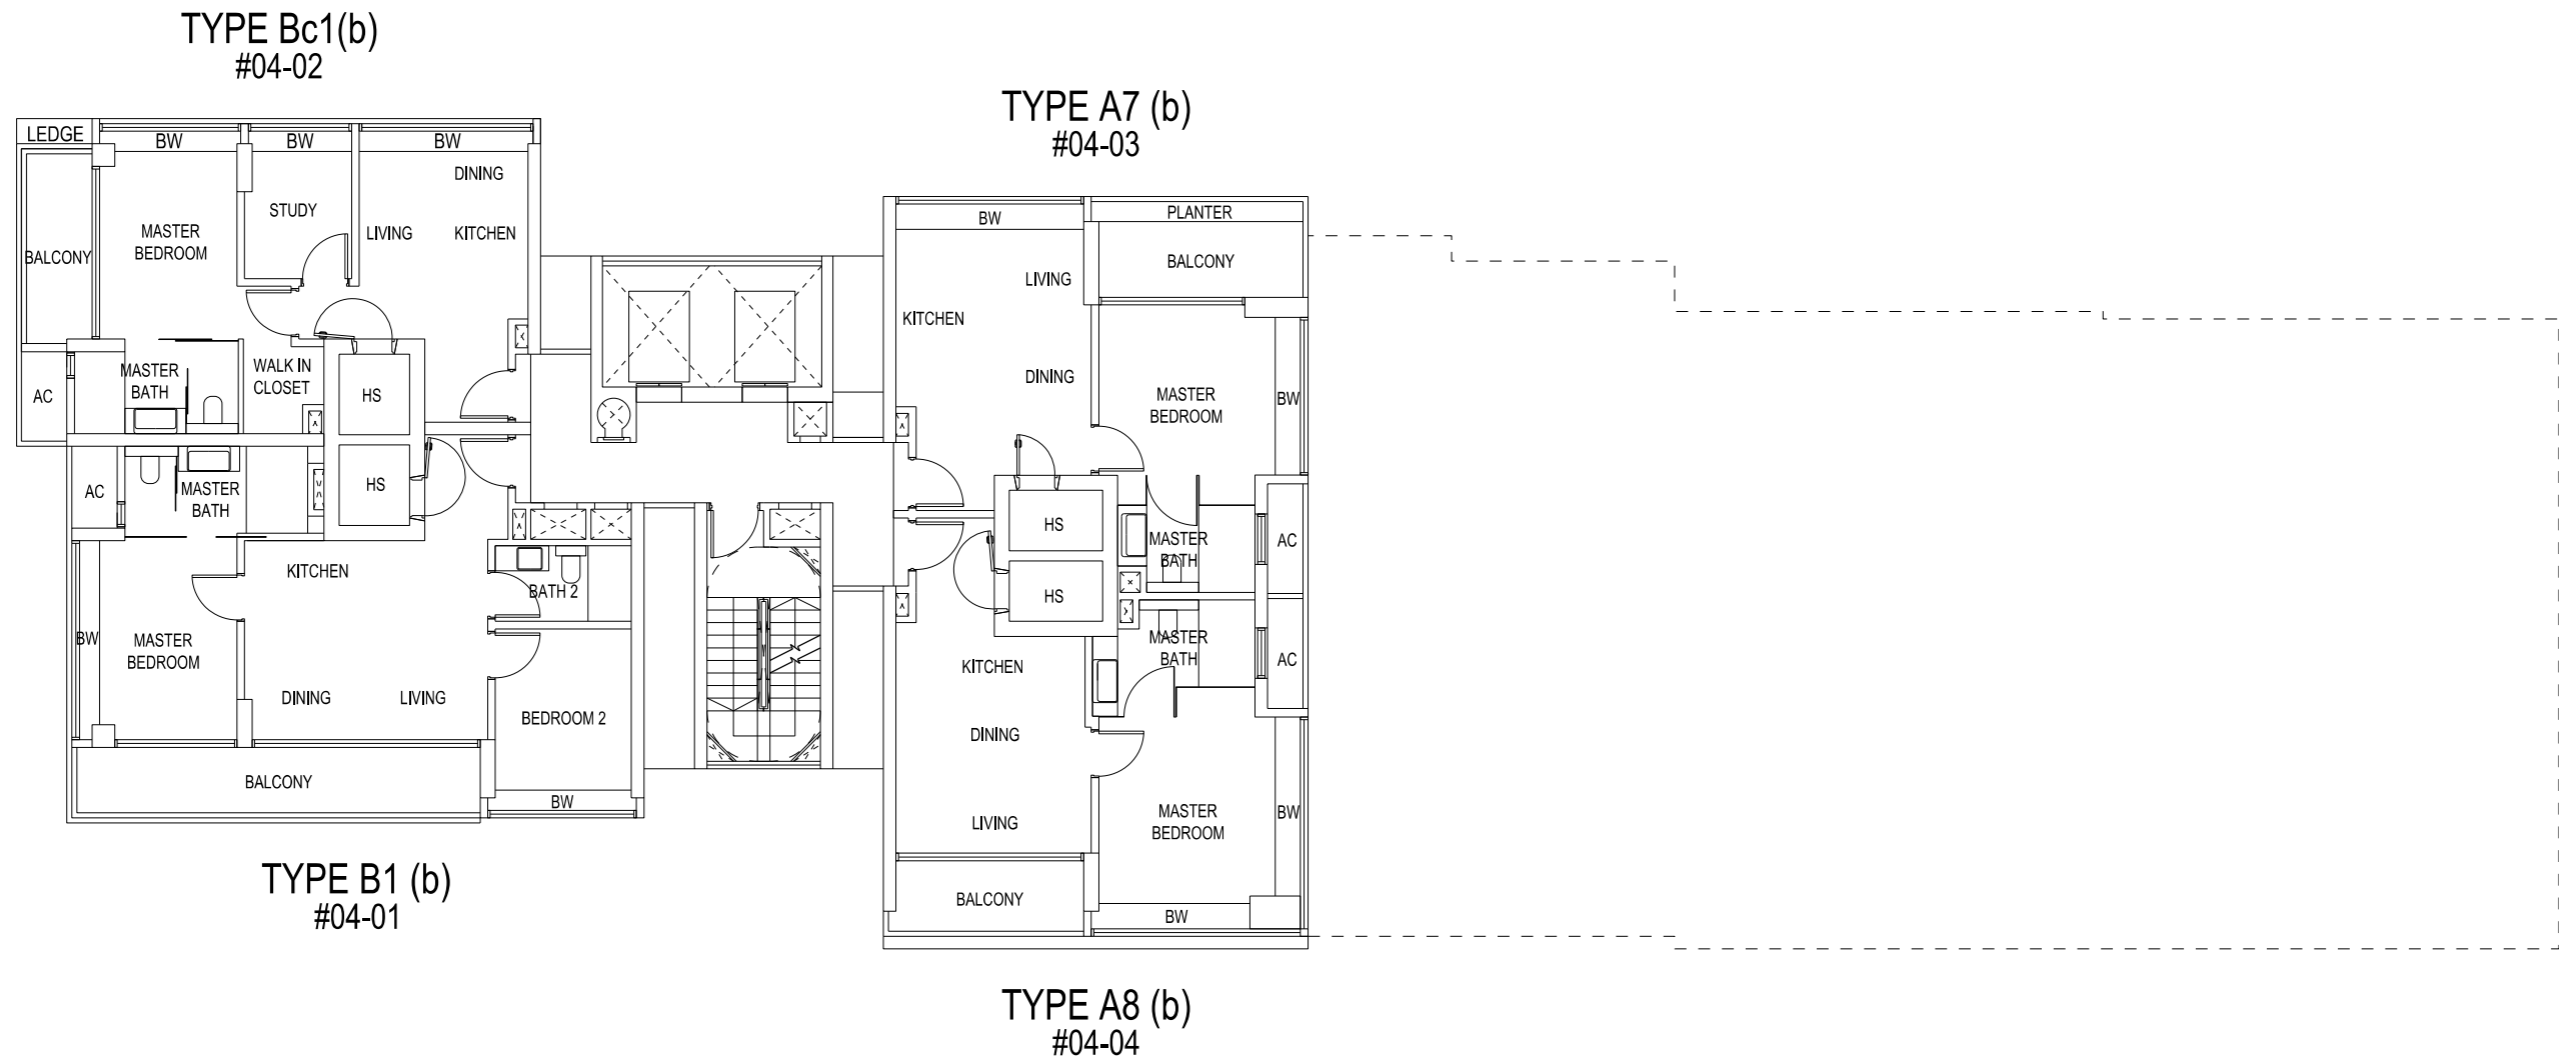 TYPE Bc1(b)
#04-02
LEDGE
BW
BW
BW
DINING
STUDY
MASTER
BEDROOM
LIVING
KITCHEN
BALCONY
MASTER
BATH
WALK IN
CLOSET
AC
HS
AC
MASTER
BATH
HS
KITCHEN
BATH 2
BW
MASTER
BEDROOM
DINING
LIVING
BEDROOM 2
BALCONY
BW
TYPE B1 (b)
#04-01
TYPE A7 (b)
#04-03
BW
PLANTER
BALCONY
LIVING
KITCHEN
DINING
MASTER
BEDROOM
BW
HS
MASTER
BATH
AC
HS
MASTER
BATH
AC
KITCHEN
DINING
LIVING
MASTER
BEDROOM
BW
BALCONY
BW
TYPE A8 (b)
#04-04